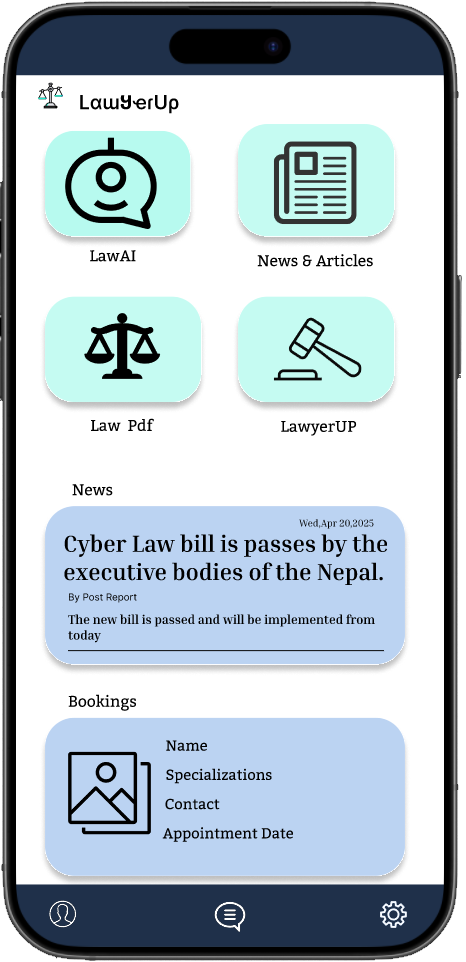 LawyerUp
LawAI
News & Articles
Law Pdf
LawyerUP
News
Wed,Apr 20,2025
Cyber Law bill is passes by the
executive bodies of the Nepal.
By Post Report
The new bill is passed and will be implemented from
today
Bookings
Name
Specializations
Contact
Appointment Date